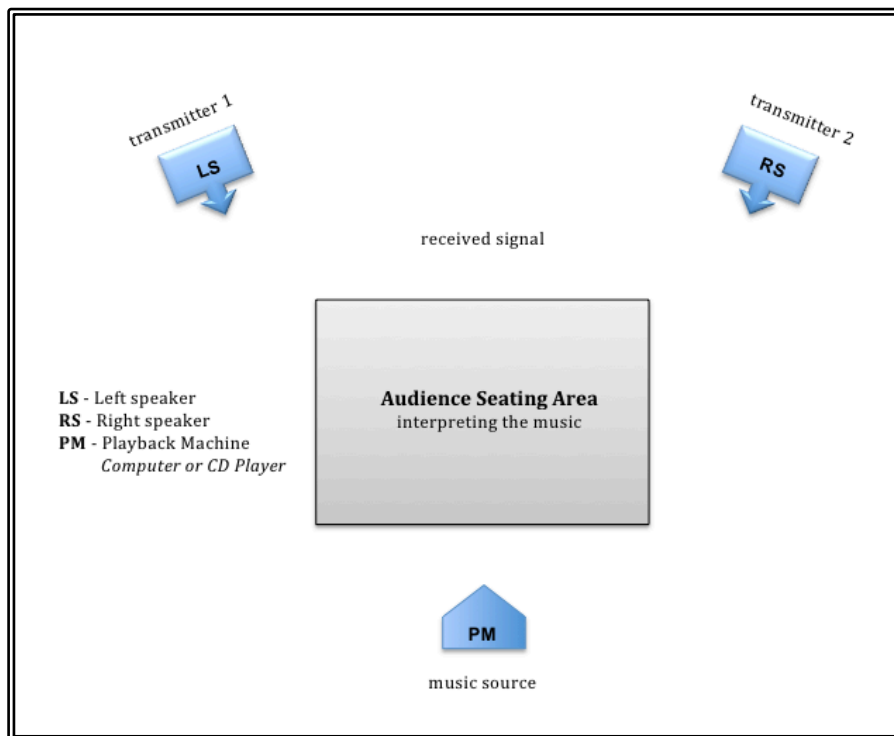 transmitter 1
transmitter 2
LS
RS
received signal
Audience Seating Area
interpreting the music
LS - Left speaker
RS - Right speaker
PM - Playback Machine
Computer or CD Player
PM
music source